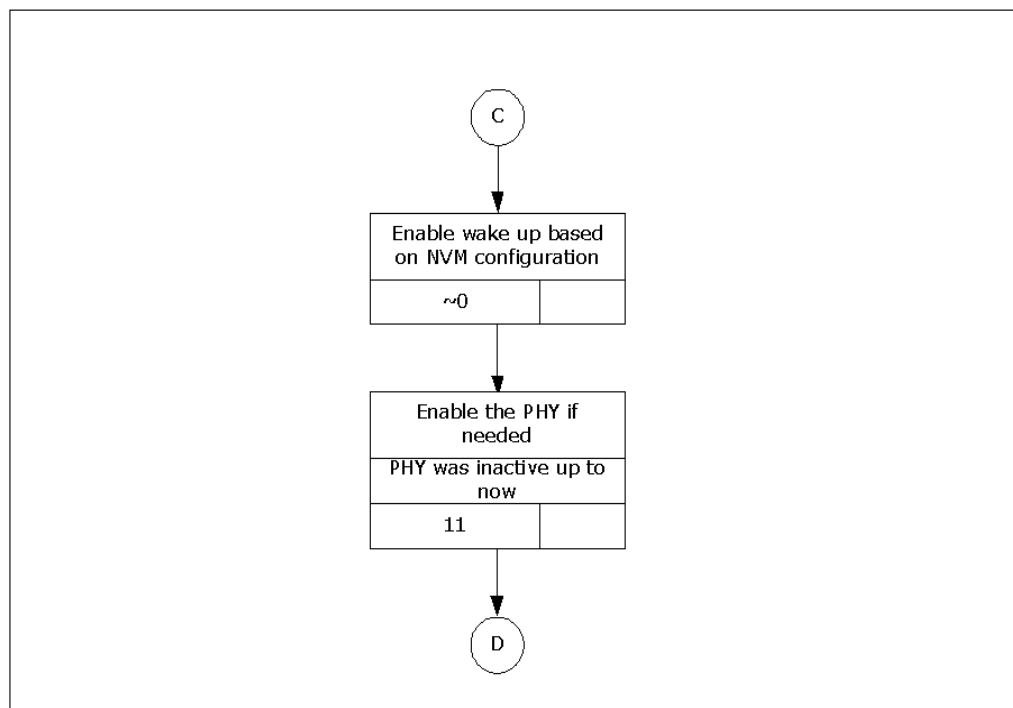 C
Enable wake up based
on NVM configuration
~0
Enable the PHY if
needed
PHY was inactive up to
now
11
D